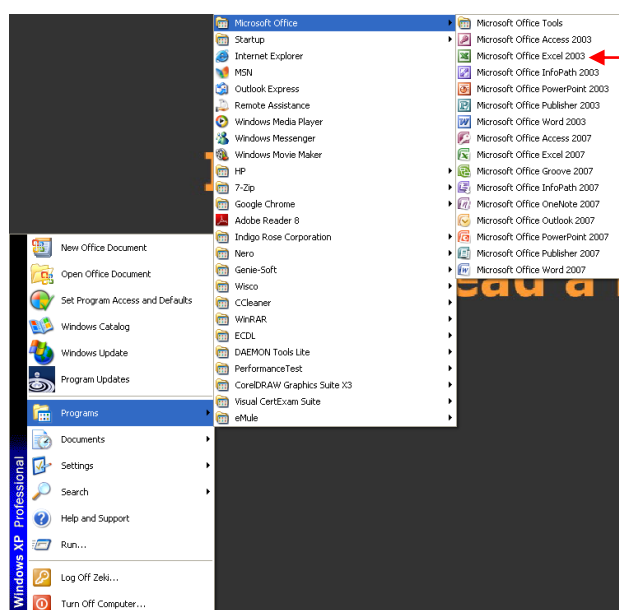 Microsoft Office
Startup
Internet Explorer
MSN
Outlook Express
Remote Assistance
Windows Media Player
Windows Messenger
Windows Movie Maker
HP
7-Zip
Google Chrome
Adobe Reader 8
Indigo Rose Corporation
Nero
Genie-Soft
Wisco
CCleaner
WinRAR
ECDL
DAEMON Tools Lite
PerformanceTest
CorelDRAW Graphics Suite X3
Visual CertExam Suite
eMule
Microsoft Office Tools
Microsoft Office Access 2003
Microsoft Office Excel 2003
Microsoft Office InfoPath 2003
Microsoft Office PowerPoint 2003
Microsoft Office Publisher 2003
Microsoft Office Word 2003
Microsoft Office Access 2007
Microsoft Office Excel 2007
Microsoft Office Groove 2007
Microsoft Office InfoPath 2007
Microsoft Office OneNote 2007
Microsoft Office Outlook 2007
Microsoft Office PowerPoint 2007
Microsoft Office Publisher 2007
Microsoft Office Word 2007
New Office Document
Open Office Document
Set Program Access and Defaults
Windows Catalog
Windows Update
Program Updates
Programs
Documents
Settings
Search
Help and Support
Run...
Log Off Zeki...
Turn Off Computer...
Windows XP Professional